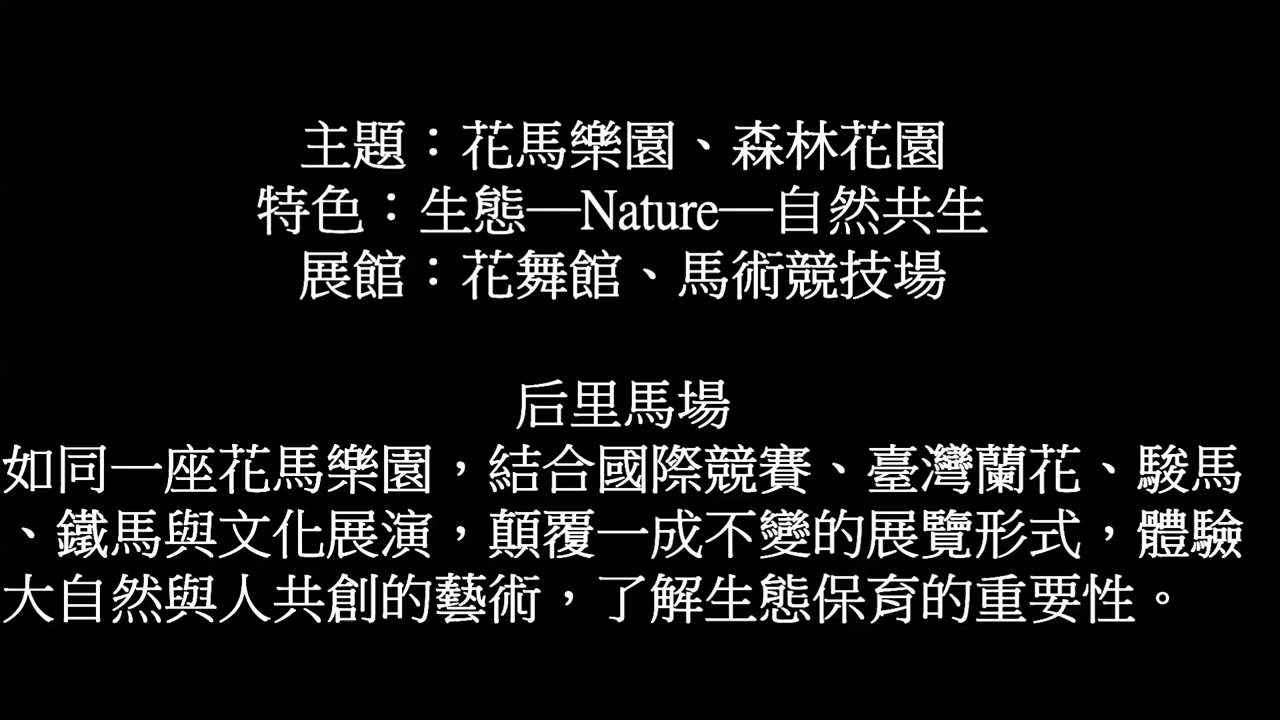 主題：花馬樂園、森林花園
特色：生態—Nature—自然共生
展館：花舞館、馬術競技場
后里馬場
如同一座花馬樂園，結合國際競賽、臺灣蘭花、駿馬
、鐵馬與文化展演，顛覆一成不變的展覽形式，體驗
大自然與人共創的藝術，了解生態保育的重要性。